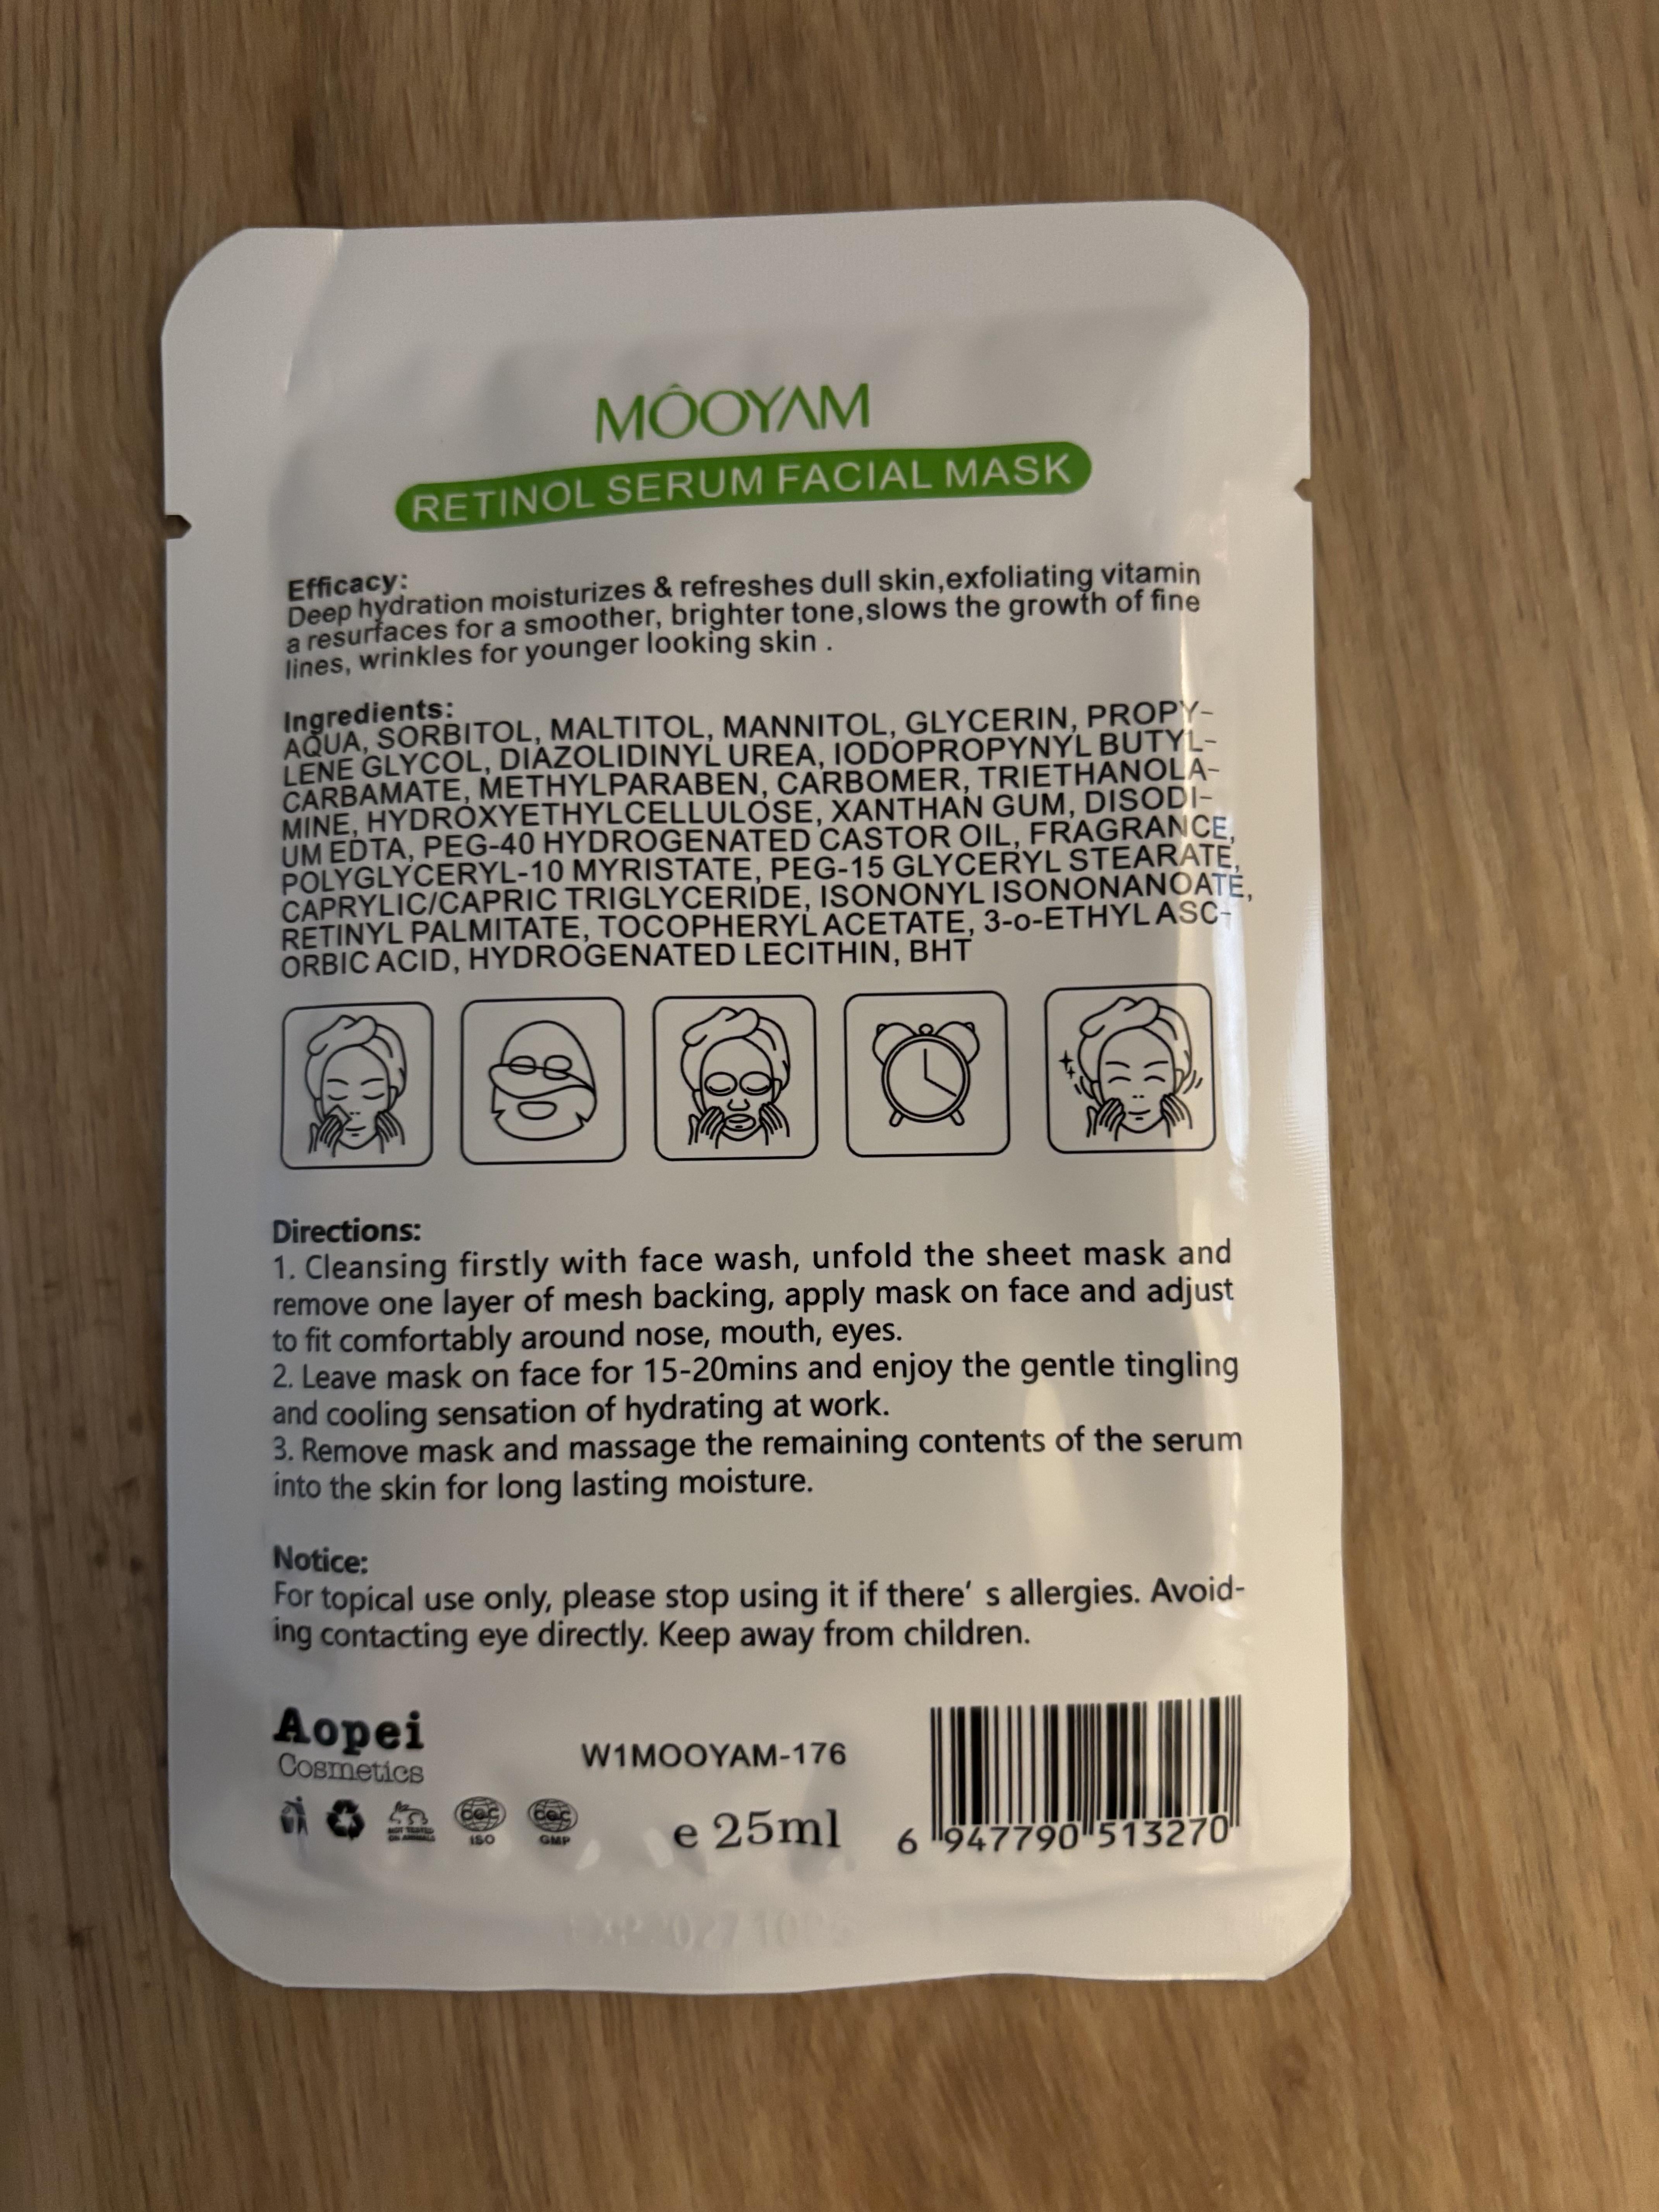 MÔOYAM
RETINOL SERUM FACIAL MASK
Efficacy:
Deep hydration moisturizes & refreshes dull skin,exfoliating vitamin
a resurfaces for a smoother, brighter tone,slows the growth of fine
lines, wrinkles for younger looking skin .
Ingredients:
AQUA, SORBITOL, MALTITOL, MANNITOL, GLYCERIN, PROPY-
LENE GLYCOL, DIAZOLIDINYL UREA, IODOPROPYNYL BUTYL-
CARBAMATE, METHYLPARABEN, CARBOMER, TRIETHANOLA-
MINE, HYDROXYETHYLCELLULOSE, XANTHAN GUM, DISODI-
UM EDTA, PEG-40 HYDROGENATED CASTOR OIL, FRAGRANCE,
POLYGLYCERYL-10 MYRISTATE, PEG-15 GLYCERYL STEARATE,
CAPRYLIC/CAPRIC TRIGLYCERIDE, ISONONYL ISONONANOATE,
RETINYL PALMITATE, TOCOPHERYL ACETATE, 3-o-ETHYL ASC-
ORBIC ACID, HYDROGENATED LECITHIN, BHT
Directions:
1. Cleansing firstly with face wash, unfold the sheet mask and
remove one layer of mesh backing, apply mask on face and adjust
to fit comfortably around nose, mouth, eyes.
2. Leave mask on face for 15-20mins and enjoy the gentle tingling
and cooling sensation of hydrating at work.
3. Remove mask and massage the remaining contents of the serum
into the skin for long lasting moisture.
Notice:
For topical use only, please stop using it if there' s allergies. Avoid-
ing contacting eye directly. Keep away from children.
Aopei
Cosmetics
W1MOOYAM-176
NOT TESTED
ON ANIMALS
ISO
GMP
e 25ml
6 947790 513270
EXP